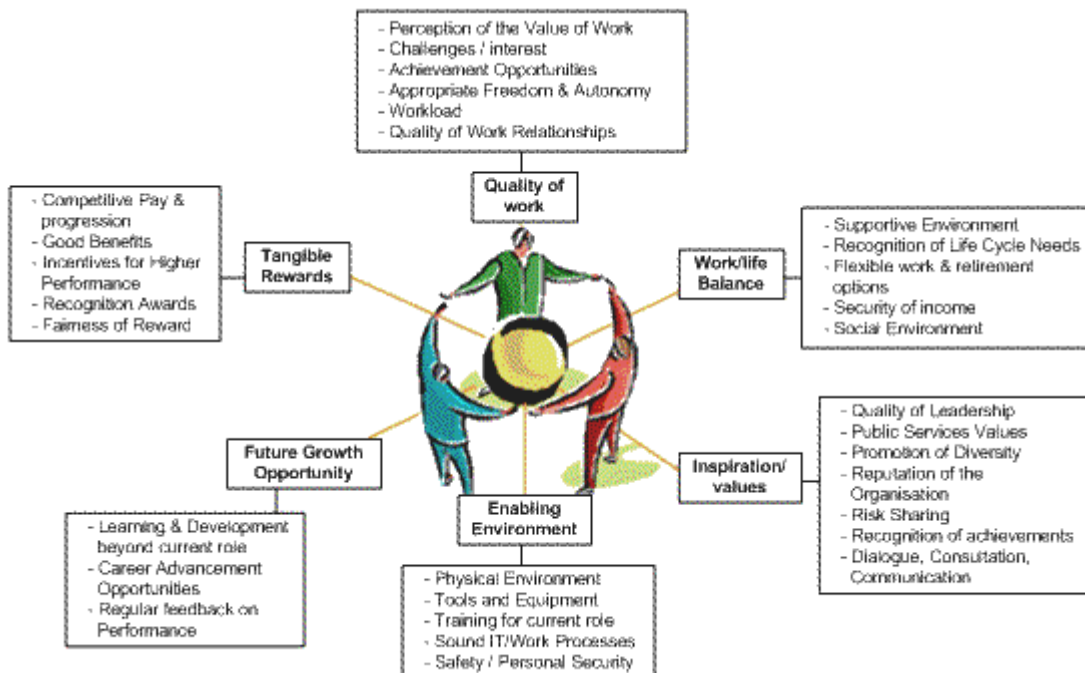 - Perception of the Value of Work
- Challenges / interest
- Achievement Opportunities
- Appropriate Freedom & Autonomy
- Workload
- Quality of Work Relationships
Quality of
work
- Competitive Pay &
progression
- Good Benefits
- Incentives for Higher
Performance
- Recognition Awards
- Fairness of Reward
Tangible
Rewards
Work/life
Balance
- Supportive Environment
- Recognition of Life Cycle Needs
- Flexible work & retirement
options
- Security of income
- Social Environment
Future Growth
Opportunity
- Learning & Development
beyond current role
- Career Advancement
Opportunities
- Regular feedback on
Performance
Enabling
Environment
- Physical Environment
- Tools and Equipment
- Training for current role
- Sound IT/Work Processes
- Safety / Personal Security
Inspiration/
values
- Quality of Leadership
- Public Services Values
- Promotion of Diversity
- Reputation of the
Organisation
- Risk Sharing
- Recognition of achievements
- Dialogue, Consultation,
Communication